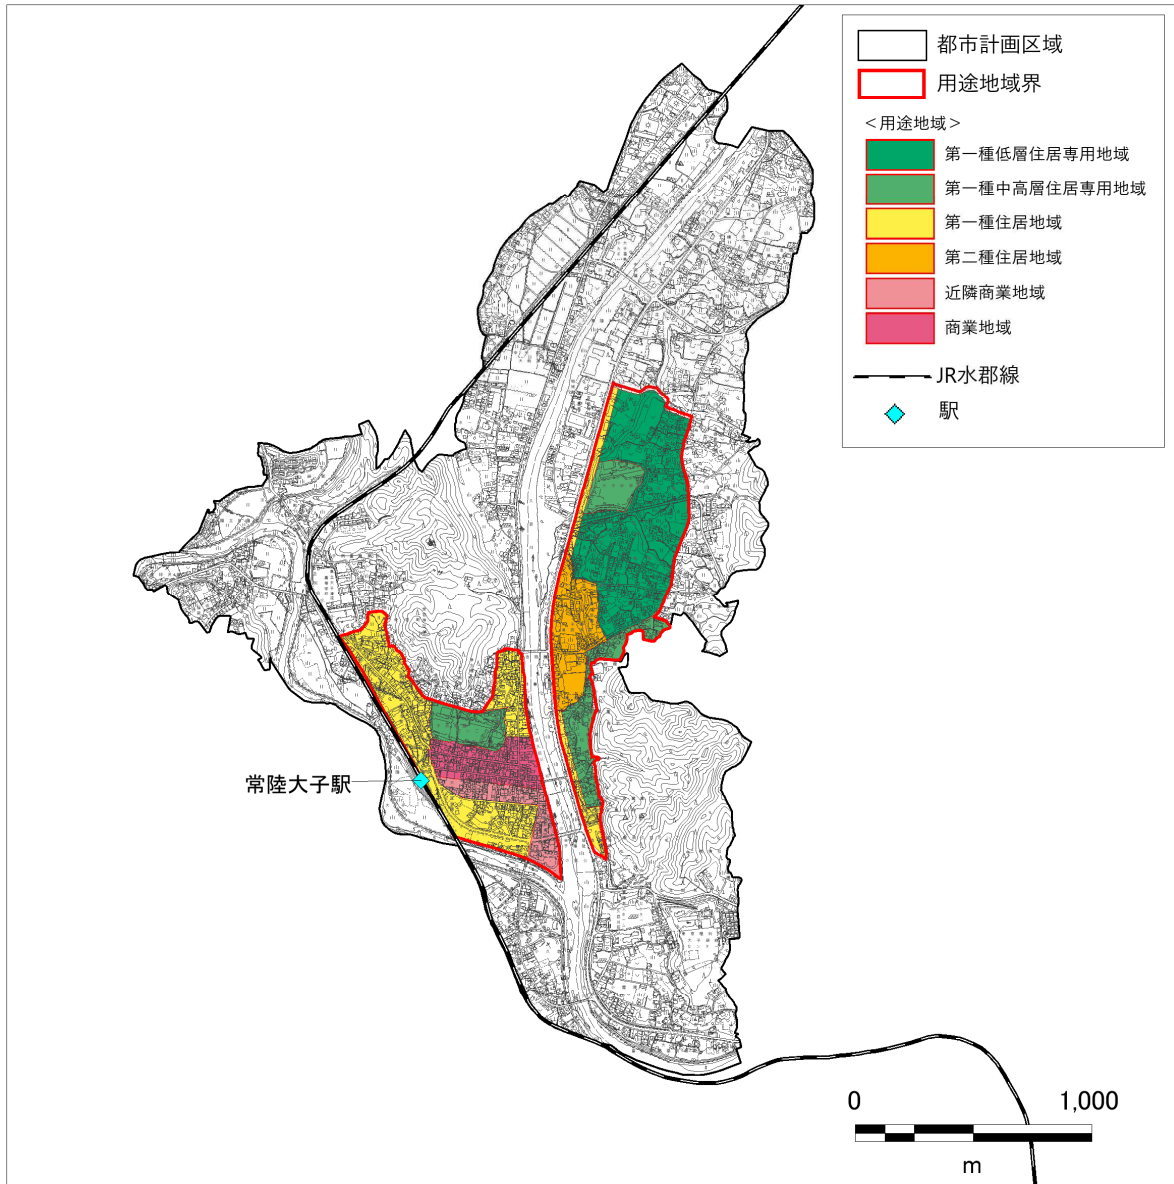 都市計画区域
用途地域界
＜用途地域＞
第一種低層住居専用地域
第一種中高層住居専用地域
第一種住居地域
第二種住居地域
近隣商業地域
商業地域
JR水郡線
駅
常陸大子駅
0 1,000
m